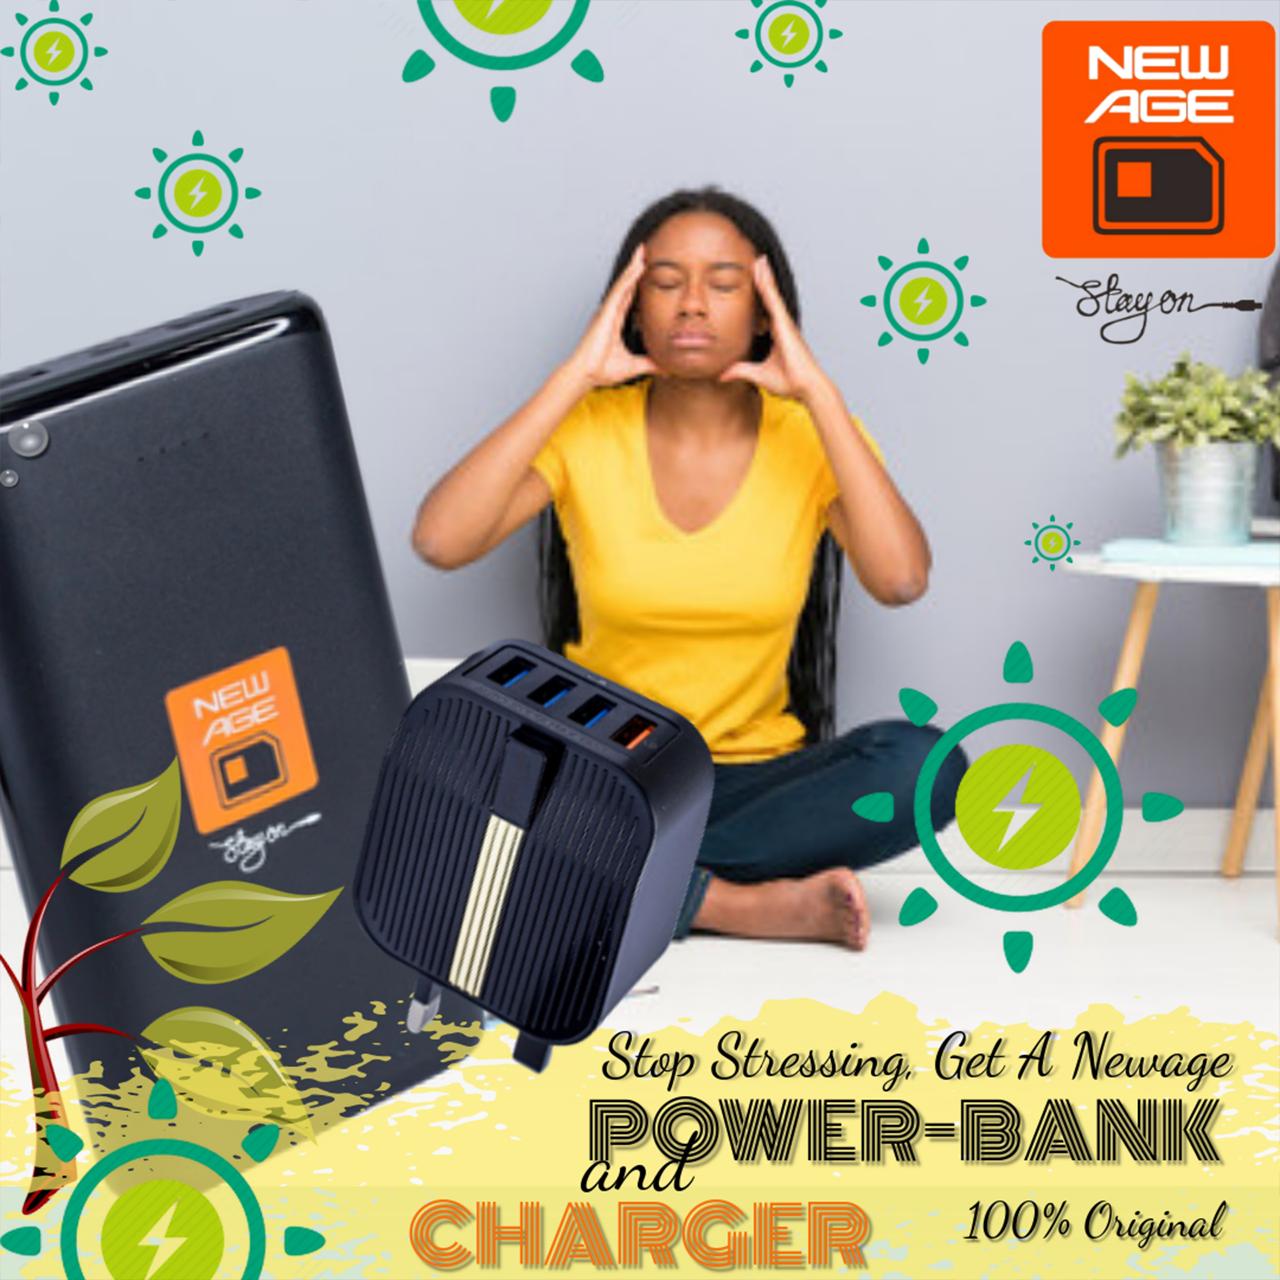 NEW
AGE
Stay on
NEW
AGE
Stay on
Stop Stressing, Get A Newage
POWER-BANK
and
CHARGER
100% Original